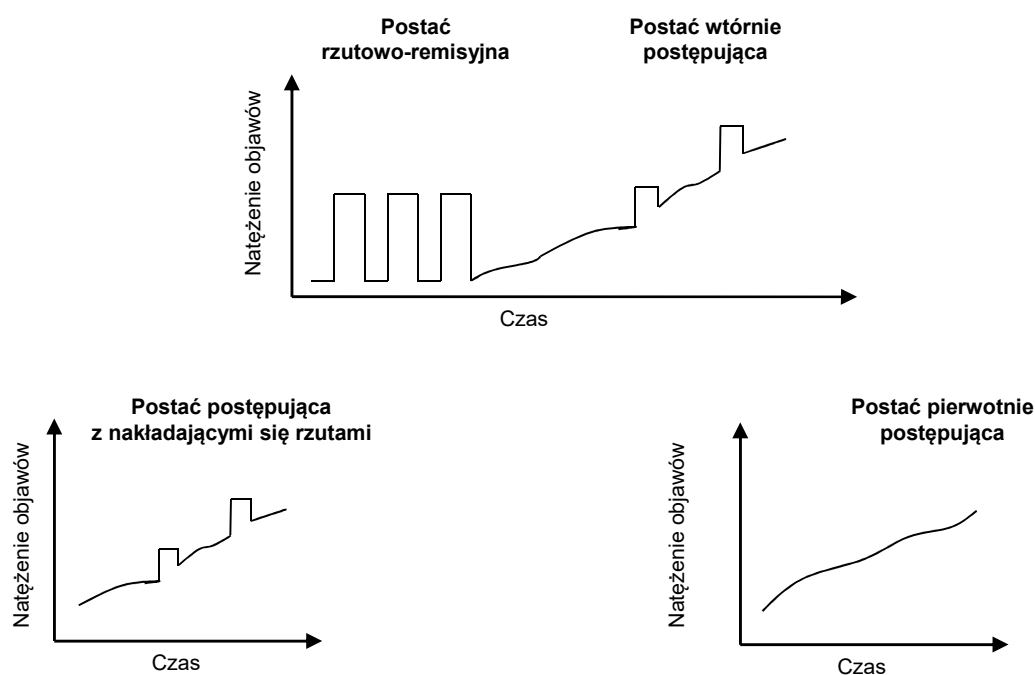 Postać
rzutowo-remisyjna
Postać wtórnie
postępująca
Natężenie objawów
Czas
Postać postępująca
z nakładającymi się rzutami
Natężenie objawów
Czas
Postać pierwotnie
postępująca
Natężenie objawów
Czas